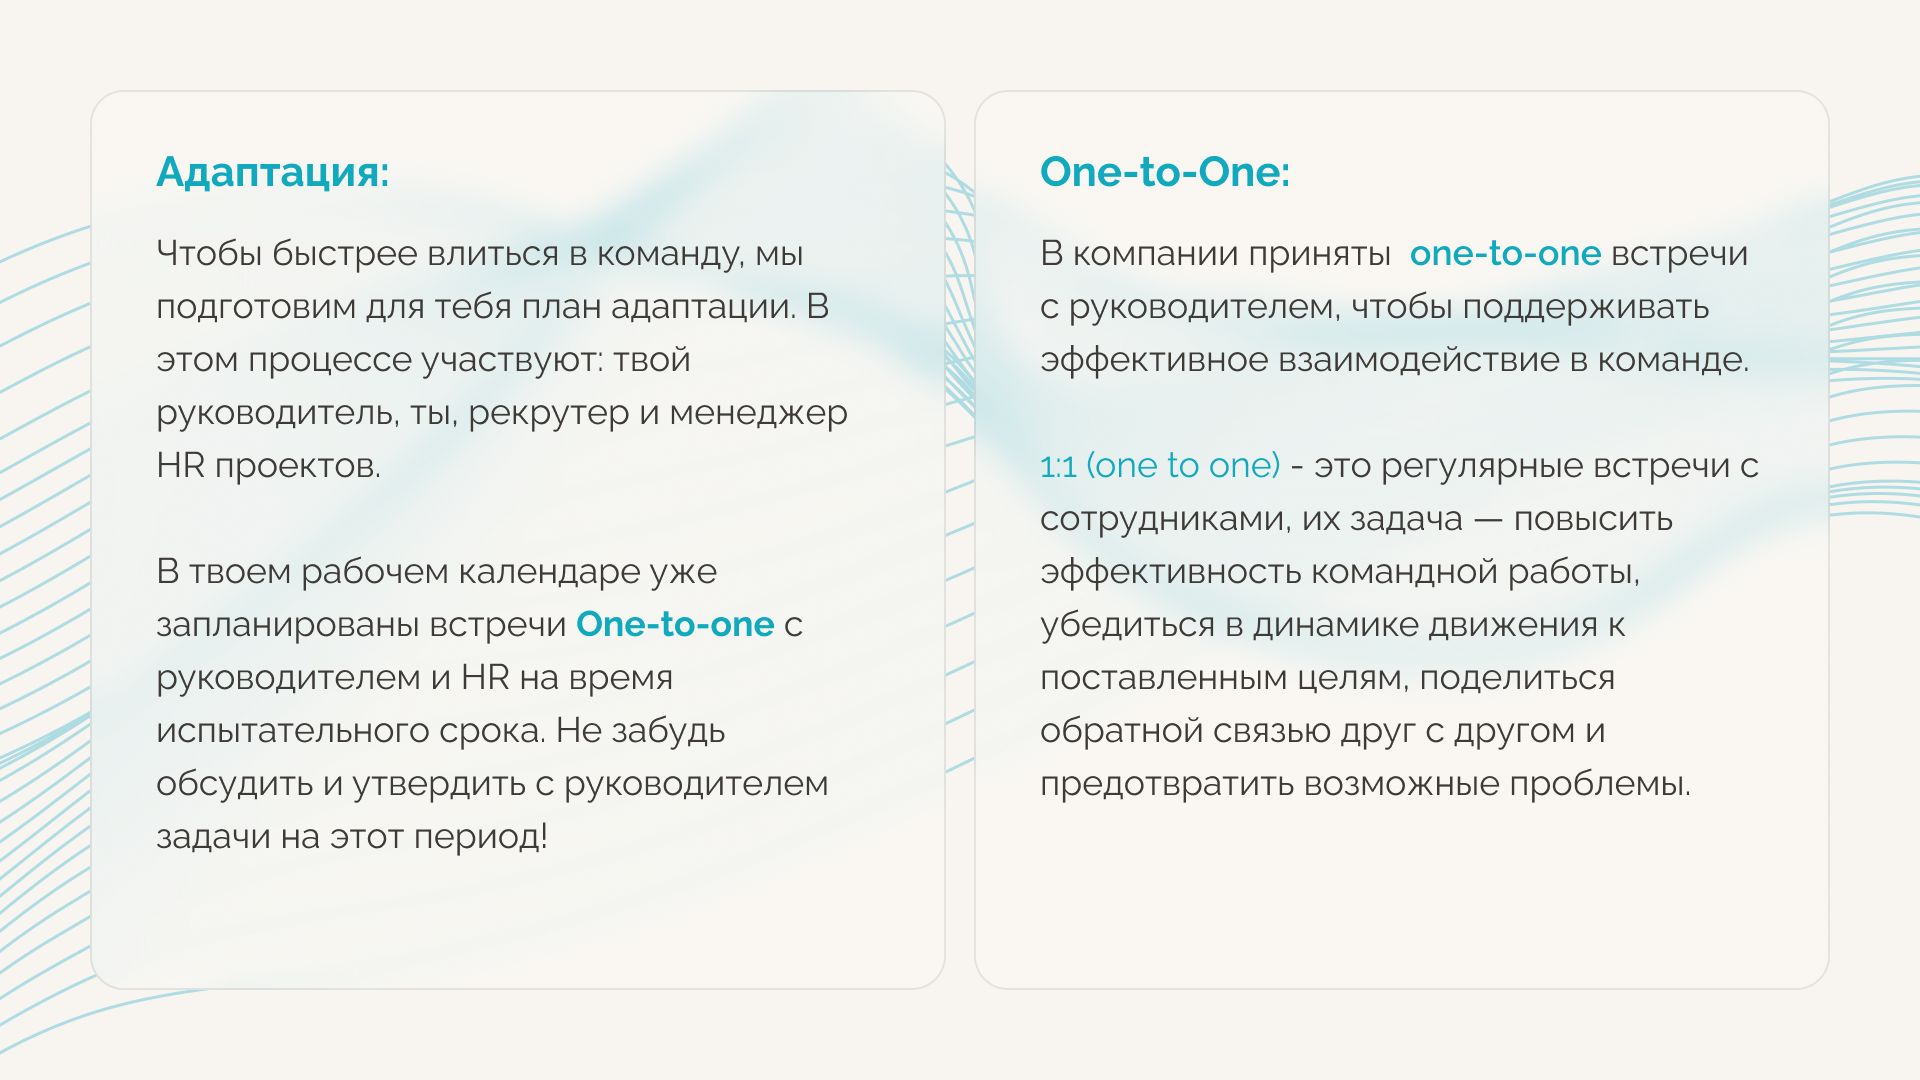 Адаптация:
Чтобы быстрее влиться в команду, мы
подготовим для тебя план адаптации. В
этом процессе участвуют: твой
руководитель, ты, рекрутер и менеджер
HR проектов.
В твоем рабочем календаре уже
запланированы встречи One-to-one с
руководителем и HR на время
испытательного срока. Не забудь
обсудить и утвердить с руководителем
задачи на этот период!
One-to-One:
В компании приняты one-to-one встречи
с руководителем, чтобы поддерживать
эффективное взаимодействие в команде.
1:1 (one to one) - это регулярные встречи с
сотрудниками, их задача — повысить
эффективность командной работы,
убедиться в динамике движения к
поставленным целям, поделиться
обратной связью друг с другом и
предотвратить возможные проблемы.